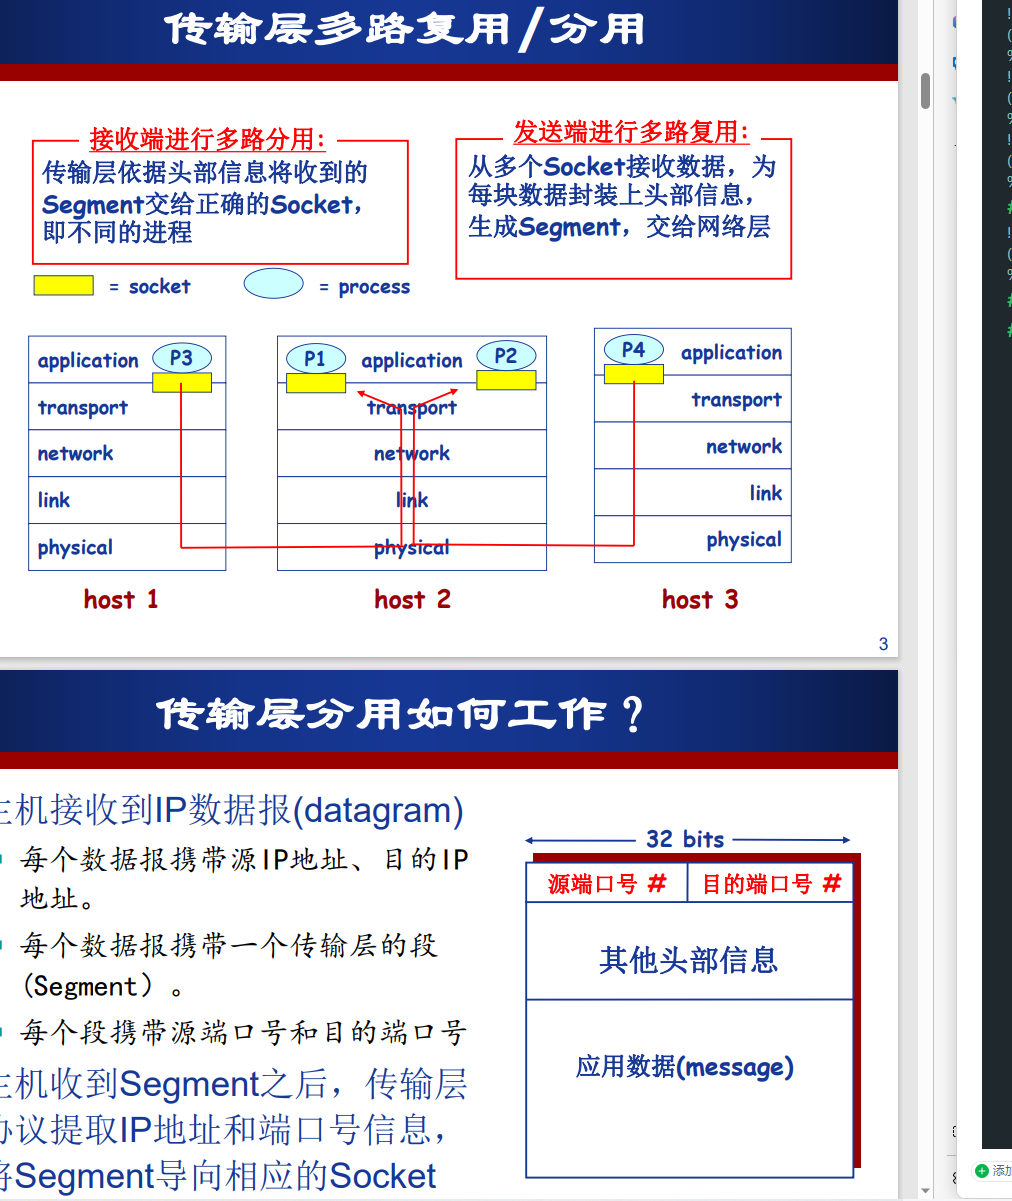 传输层多路复用/分用
接收端进行多路分用:
传输层依据头部信息将收到的
Segment交给正确的Socket，
即不同的进程
发送端进行多路复用:
从多个Socket接收数据，为
每块数据封装上头部信息，
生成Segment，交给网络层
= socket
= process
application
P3
transport
network
link
physical
host 1
P1
application
P2
transport
network
link
physical
host 2
P4
application
transport
network
link
physical
host 3
3
传输层分用如何工作？
主机接收到IP数据报(datagram)
每个数据报携带源IP地址、目的IP
地址。
每个数据报携带一个传输层的段
（Segment）。
每个段携带源端口号和目的端口号
主机收到Segment之后，传输层
协议提取IP地址和端口号信息，
将Segment导向相应的Socket
32 bits
源端口号 #
目的端口号 #
其他头部信息
应用数据(message)
添加